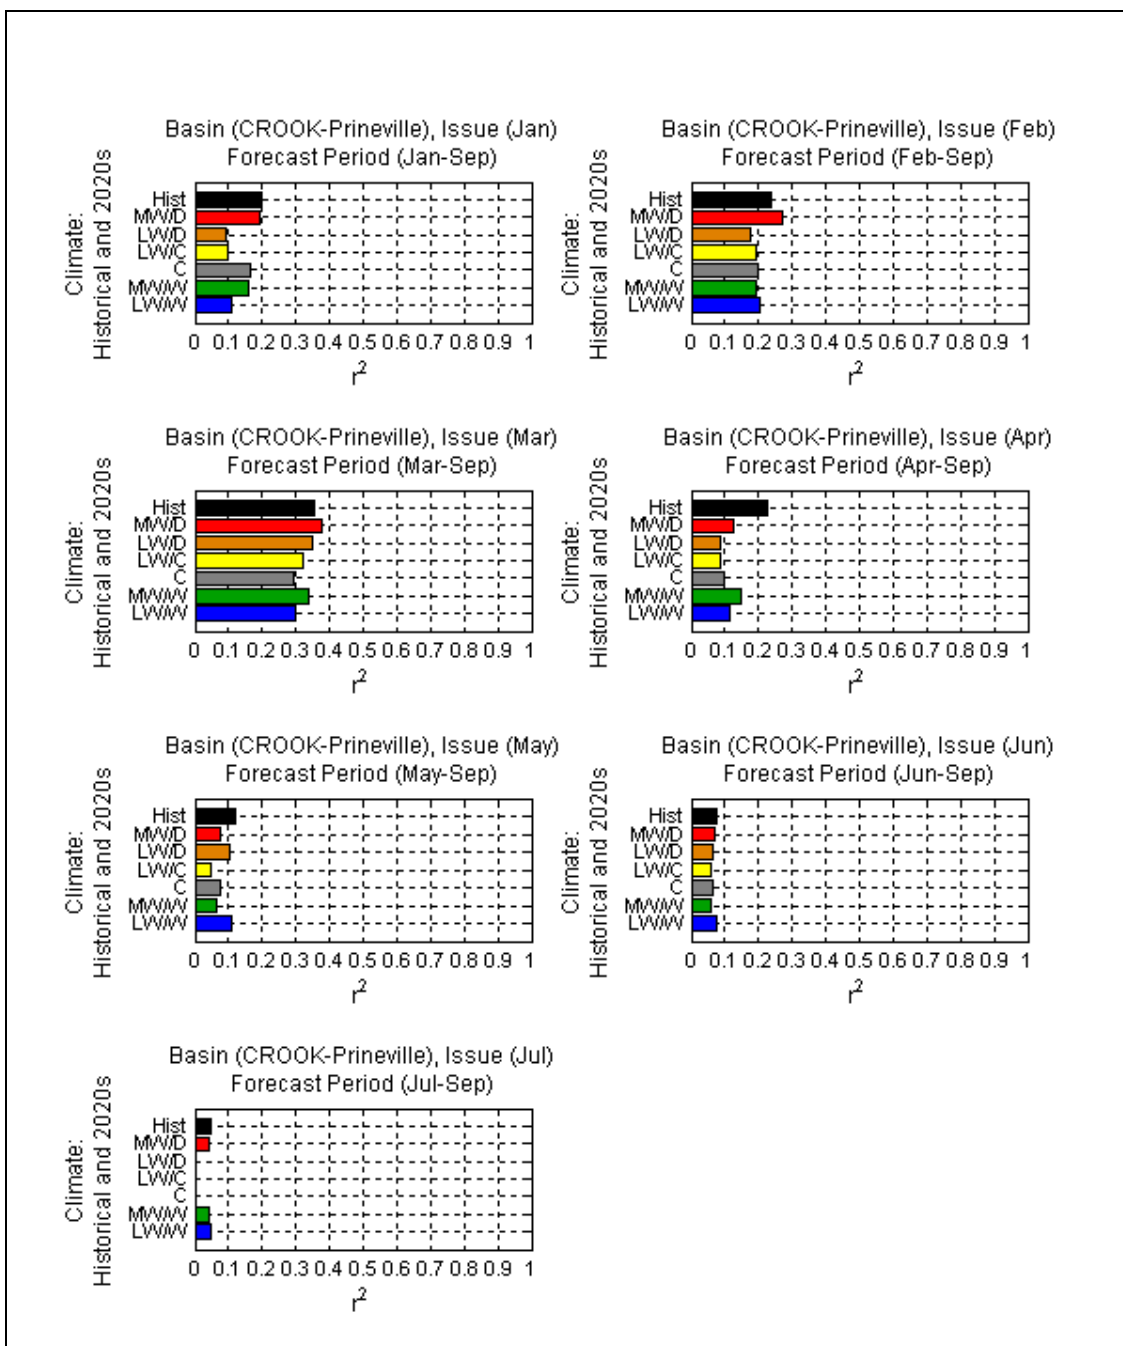 Basin (CROOK-Prineville), Issue (Jan)
Forecast Period (Jan-Sep)
Climate:
Historical and 2020s
Hist
MW/D
LW/D
LW/C
C
MW/W
LW/W
0 0.1 0.2 0.3 0.4 0.5 0.6 0.7 0.8 0.9 1
r²
Basin (CROOK-Prineville), Issue (Feb)
Forecast Period (Feb-Sep)
Climate:
Historical and 2020s
Hist
MW/D
LW/D
LW/C
C
MW/W
LW/W
0 0.1 0.2 0.3 0.4 0.5 0.6 0.7 0.8 0.9 1
r²
Basin (CROOK-Prineville), Issue (Mar)
Forecast Period (Mar-Sep)
Climate:
Historical and 2020s
Hist
MW/D
LW/D
LW/C
C
MW/W
LW/W
0 0.1 0.2 0.3 0.4 0.5 0.6 0.7 0.8 0.9 1
r²
Basin (CROOK-Prineville), Issue (Apr)
Forecast Period (Apr-Sep)
Climate:
Historical and 2020s
Hist
MW/D
LW/D
LW/C
C
MW/W
LW/W
0 0.1 0.2 0.3 0.4 0.5 0.6 0.7 0.8 0.9 1
r²
Basin (CROOK-Prineville), Issue (May)
Forecast Period (May-Sep)
Climate:
Historical and 2020s
Hist
MW/D
LW/D
LW/C
C
MW/W
LW/W
0 0.1 0.2 0.3 0.4 0.5 0.6 0.7 0.8 0.9 1
r²
Basin (CROOK-Prineville), Issue (Jun)
Forecast Period (Jun-Sep)
Climate:
Historical and 2020s
Hist
MW/D
LW/D
LW/C
C
MW/W
LW/W
0 0.1 0.2 0.3 0.4 0.5 0.6 0.7 0.8 0.9 1
r²
Basin (CROOK-Prineville), Issue (Jul)
Forecast Period (Jul-Sep)
Climate:
Historical and 2020s
Hist
MW/D
LW/D
LW/C
C
MW/W
LW/W
0 0.1 0.2 0.3 0.4 0.5 0.6 0.7 0.8 0.9 1
r²